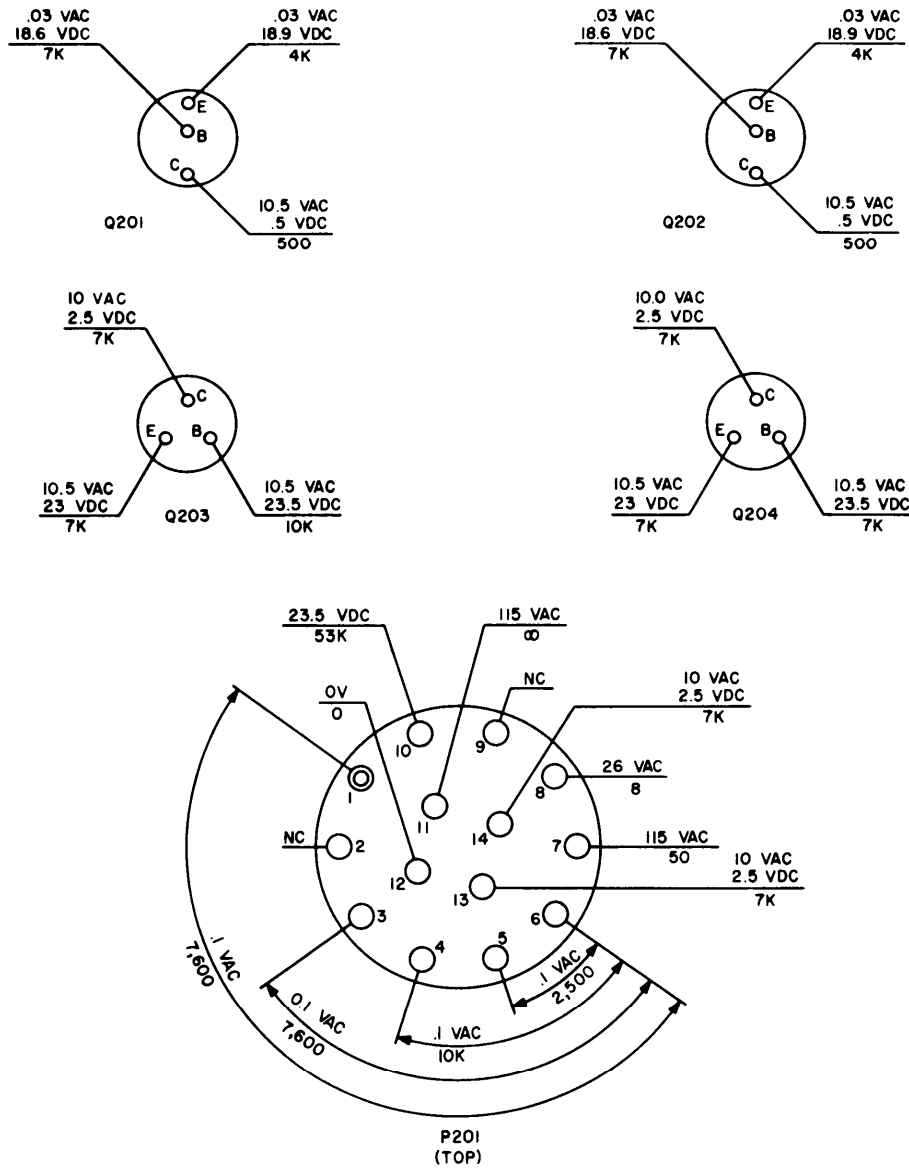 .03 VAC
18.6 VDC
7K
.03 VAC
18.9 VDC
4K
E
B
C
10.5 VAC
.5 VDC
500
Q201
.03 VAC
18.6 VDC
7K
.03 VAC
18.9 VDC
4K
E
B
C
10.5 VAC
.5 VDC
500
Q202
10 VAC
2.5 VDC
7K
C
E
B
10.5 VAC
23 VDC
7K
10.5 VAC
23.5 VDC
10K
Q203
10.0 VAC
2.5 VDC
7K
C
E
B
10.5 VAC
23 VDC
7K
10.5 VAC
23.5 VDC
7K
Q204
23.5 VDC
53K
115 VAC
∞
0V
0
NC
10 VAC
2.5 VDC
7K
10
9
1
11
14
8
26 VAC
8
NC
2
12
13
7
115 VAC
50
10 VAC
2.5 VDC
7K
3
4
5
6
.1 VAC
7,600
0.1 VAC
7,600
.1 VAC
10K
.1 VAC
2,500
P201
(TOP)